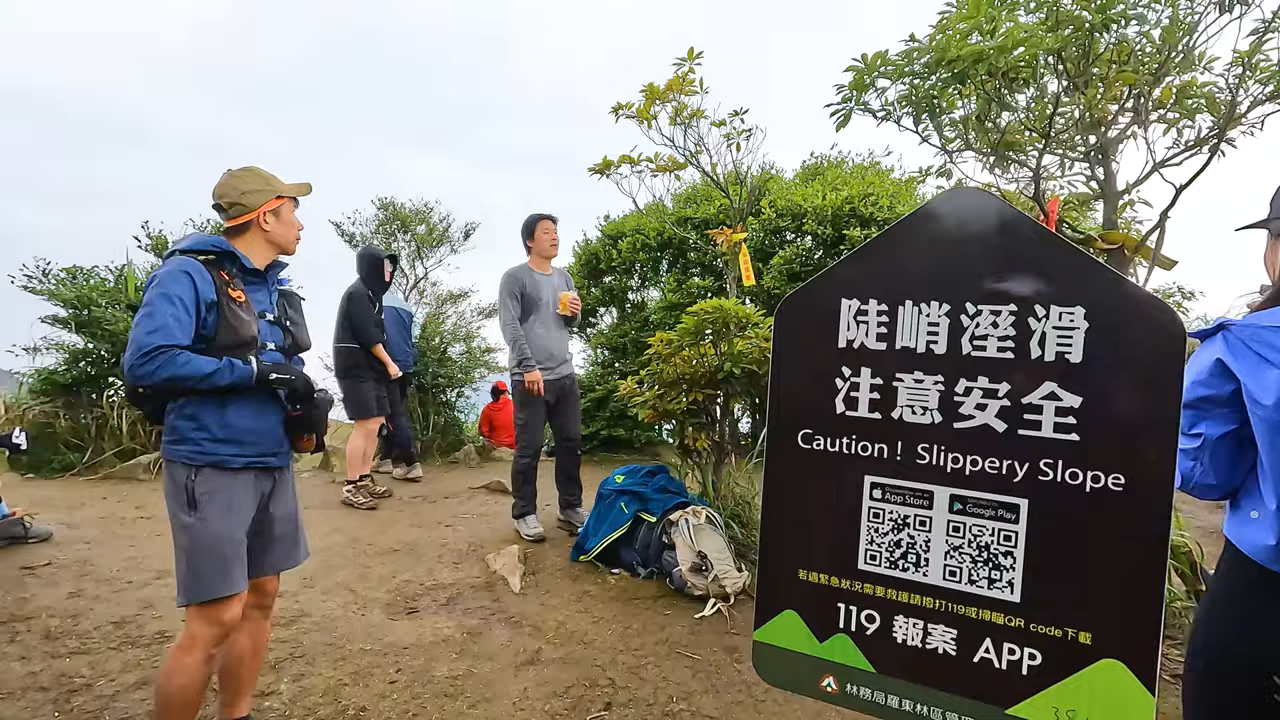 陡峭溼滑
注意安全
Caution! Slippery Slope
App Store
Google Play
若遇緊急狀況需要救護請撥打119或掃瞄QR code下載
119 報案 APP
林務局羅東林區管理